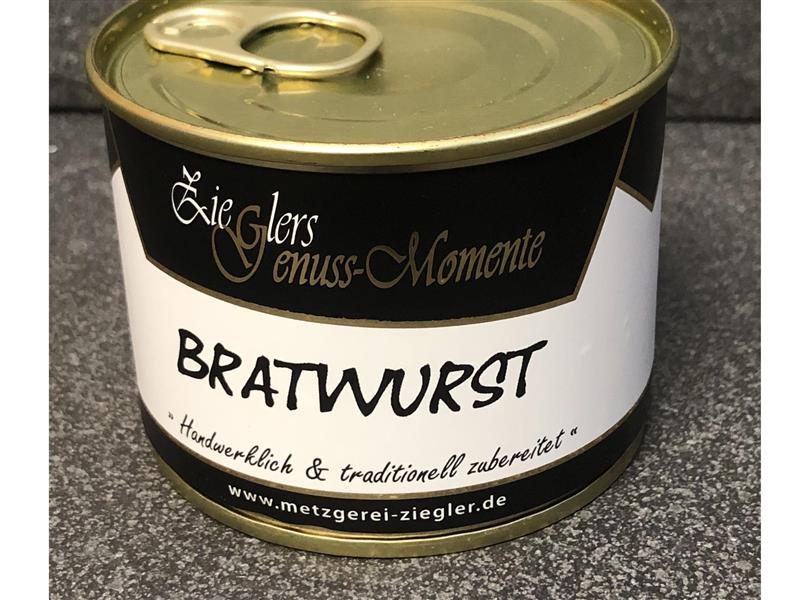 Zieglers
Genuss-Momente
BRATWURST
„Handwerklich & traditionell zubereitet“
www.metzgerei-ziegler.de